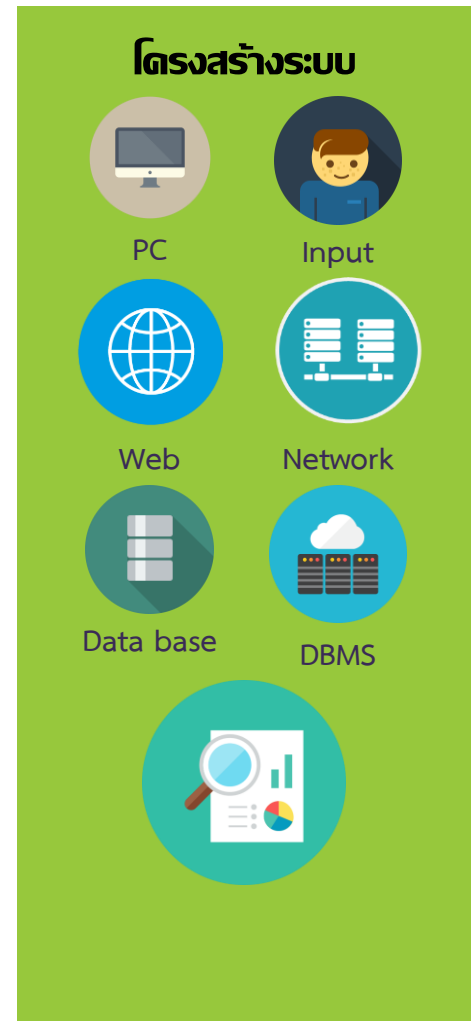 โครงสร้างระบบ
PC
Input
Web
Network
Data base
DBMS